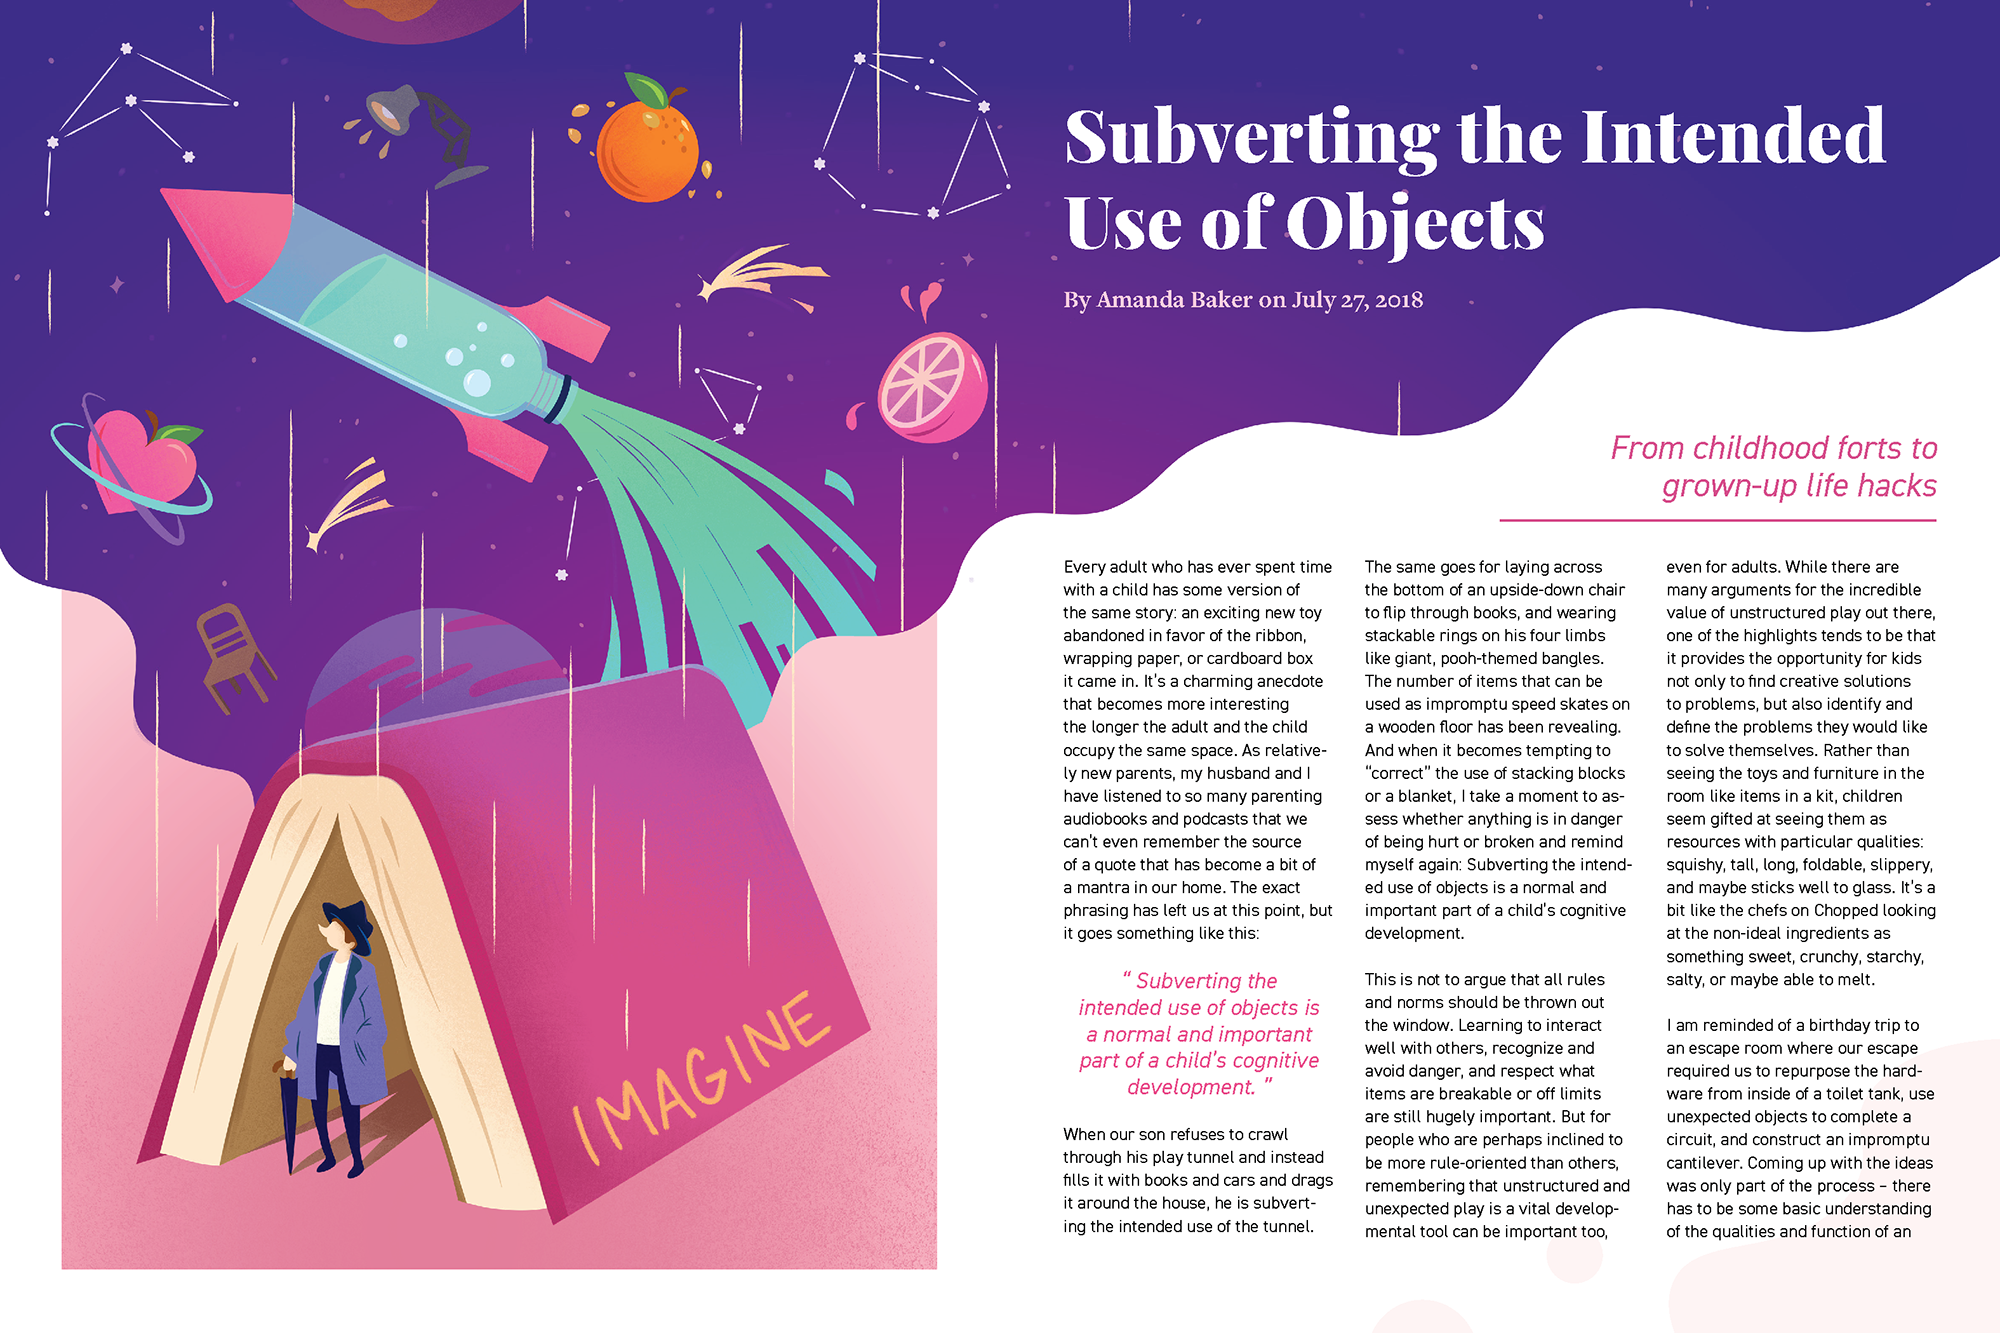 Subverting the Intended
Use of Objects
By Amanda Baker on July 27, 2018
From childhood forts to
grown-up life hacks
Every adult who has ever spent time
with a child has some version of
the same story: an exciting new toy
abandoned in favor of the ribbon,
wrapping paper, or cardboard box
it came in. It's a charming anecdote
that becomes more interesting
the longer the adult and the child
occupy the same space. As relative-
ly new parents, my husband and I
have listened to so many parenting
audiobooks and podcasts that we
can't even remember the source
of a quote that has become a bit of
a mantra in our home. The exact
phrasing has left us at this point, but
it goes something like this:
“ Subverting the
intended use of objects is
a normal and important
part of a child's cognitive
development. ”
When our son refuses to crawl
through his play tunnel and instead
fills it with books and cars and drags
it around the house, he is subvert-
ing the intended use of the tunnel.
The same goes for laying across
the bottom of an upside-down chair
to flip through books, and wearing
stackable rings on his four limbs
like giant, pooh-themed bangles.
The number of items that can be
used as impromptu speed skates on
a wooden floor has been revealing.
And when it becomes tempting to
“correct” the use of stacking blocks
or a blanket, I take a moment to as-
sess whether anything is in danger
of being hurt or broken and remind
myself again: Subverting the intend-
ed use of objects is a normal and
important part of a child's cognitive
development.
This is not to argue that all rules
and norms should be thrown out
the window. Learning to interact
well with others, recognize and
avoid danger, and respect what
items are breakable or off limits
are still hugely important. But for
people who are perhaps inclined to
be more rule-oriented than others,
remembering that unstructured and
unexpected play is a vital develop-
mental tool can be important too,
even for adults. While there are
many arguments for the incredible
value of unstructured play out there,
one of the highlights tends to be that
it provides the opportunity for kids
not only to find creative solutions
to problems, but also identify and
define the problems they would like
to solve themselves. Rather than
seeing the toys and furniture in the
room like items in a kit, children
seem gifted at seeing them as
resources with particular qualities:
squishy, tall, long, foldable, slippery,
and maybe sticks well to glass. It's a
bit like the chefs on Chopped looking
at the non-ideal ingredients as
something sweet, crunchy, starchy,
salty, or maybe able to melt.
I am reminded of a birthday trip to
an escape room where our escape
required us to repurpose the hard-
ware from inside of a toilet tank, use
unexpected objects to complete a
circuit, and construct an impromptu
cantilever. Coming up with the ideas
was only part of the process – there
has to be some basic understanding
of the qualities and function of an
IMAGINE